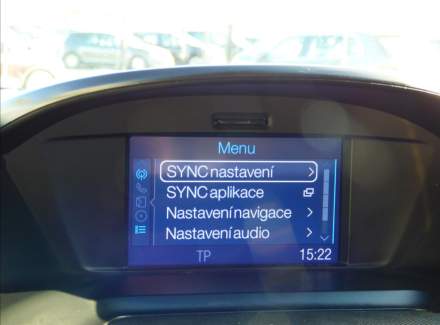 Menu
SYNC nastavení
SYNC aplikace
Nastavení navigace
Nastavení audio
TP 15:22